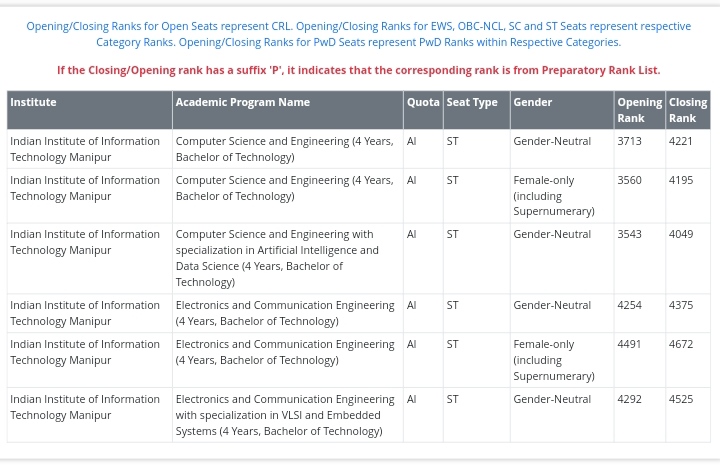 Opening/Closing Ranks for Open Seats represent CRL. Opening/Closing Ranks for EWS, OBC-NCL, SC and ST Seats represent respective
Category Ranks. Opening/Closing Ranks for PwD Seats represent PwD Ranks within Respective Categories.
If the Closing/Opening rank has a suffix 'P', it indicates that the corresponding rank is from Preparatory Rank List.
Institute Academic Program Name Quota Seat Type Gender Opening Closing
Rank Rank
Indian Institute of Information Computer Science and Engineering (4 Years, AI ST Gender-Neutral 3713 4221
Technology Manipur Bachelor of Technology)
Indian Institute of Information Computer Science and Engineering (4 Years, AI ST Female-only 3560 4195
Technology Manipur Bachelor of Technology) (including
Supernumerary)
Indian Institute of Information Computer Science and Engineering with AI ST Gender-Neutral 3543 4049
Technology Manipur specialization in Artificial Intelligence and
Data Science (4 Years, Bachelor of
Technology)
Indian Institute of Information Electronics and Communication Engineering AI ST Gender-Neutral 4254 4375
Technology Manipur (4 Years, Bachelor of Technology)
Indian Institute of Information Electronics and Communication Engineering AI ST Female-only 4491 4672
Technology Manipur (4 Years, Bachelor of Technology) (including
Supernumerary)
Indian Institute of Information Electronics and Communication Engineering AI ST Gender-Neutral 4292 4525
Technology Manipur with specialization in VLSI and Embedded
Systems (4 Years, Bachelor of Technology)